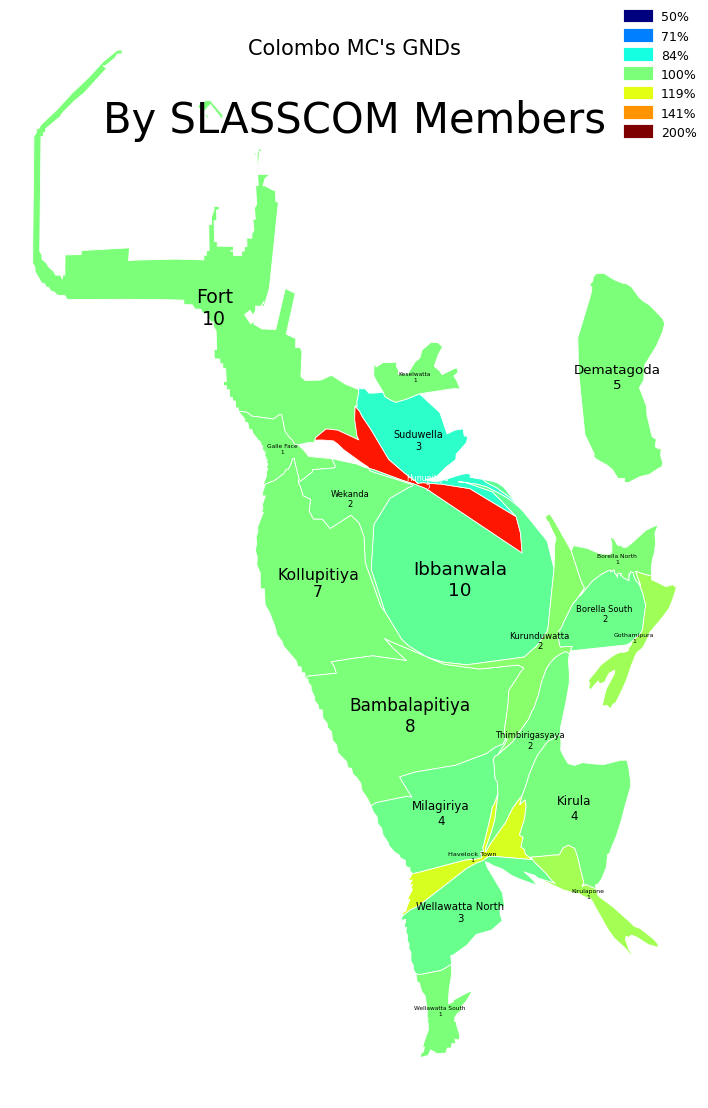 Colombo MC's GNDs
By SLASSCOM Members
50%
71%
84%
100%
119%
141%
200%
Fort
10
Dematagoda
5
Keselwatta
1
Suduwella
3
Galle Face
1
Wekanda
2
Kollupitiya
7
Ibbanwala
10
Borella North
1
Borella South
2
Gothamipura
1
Kurunduwatta
2
Bambalapitiya
8
Thimbirigasyaya
2
Milagiriya
4
Kirula
4
Havelock Town
1
Kirulapone
1
Wellawatta North
3
Wellawatta South
1